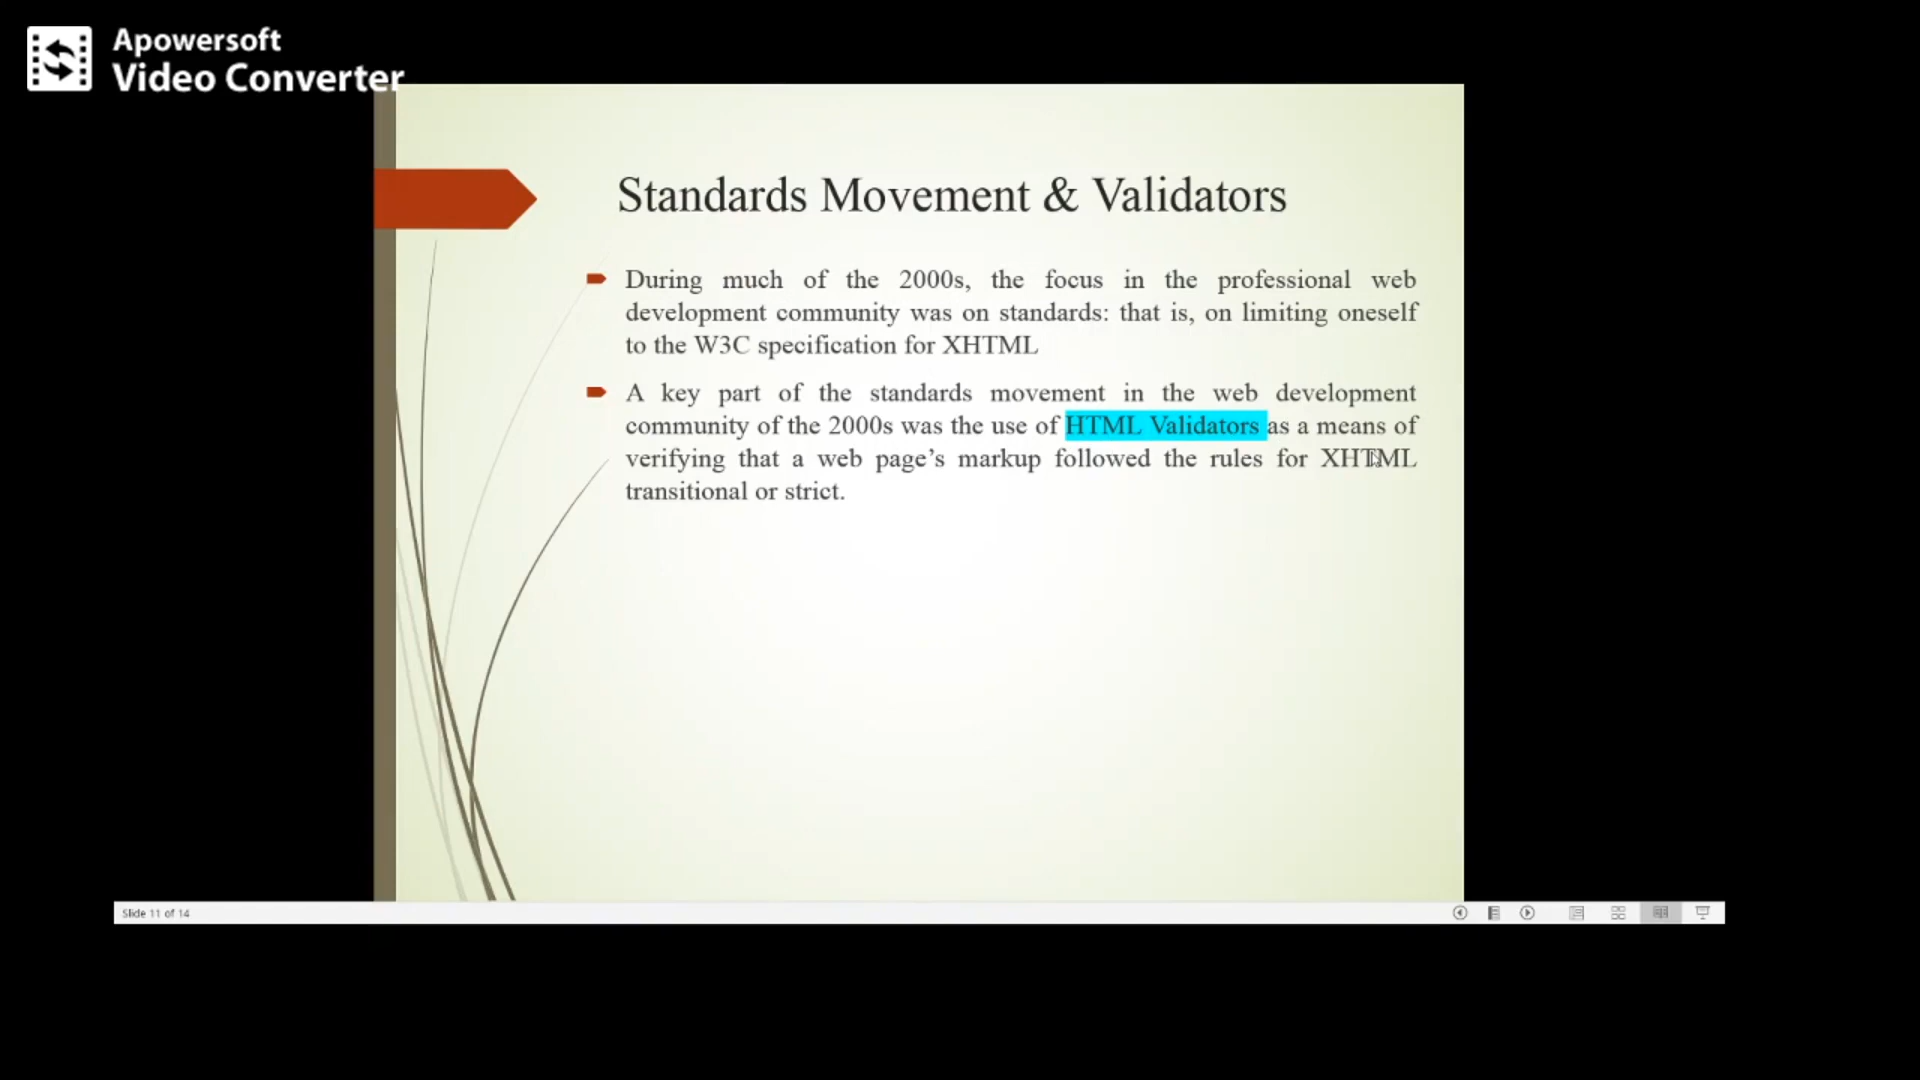 Apowersoft
Video Converter
Standards Movement & Validators
During much of the 2000s, the focus in the professional web
development community was on standards: that is, on limiting oneself
to the W3C specification for XHTML
A key part of the standards movement in the web development
community of the 2000s was the use of HTML Validators as a means of
verifying that a web page’s markup followed the rules for XHTML
transitional or strict.
Slide 11 of 14